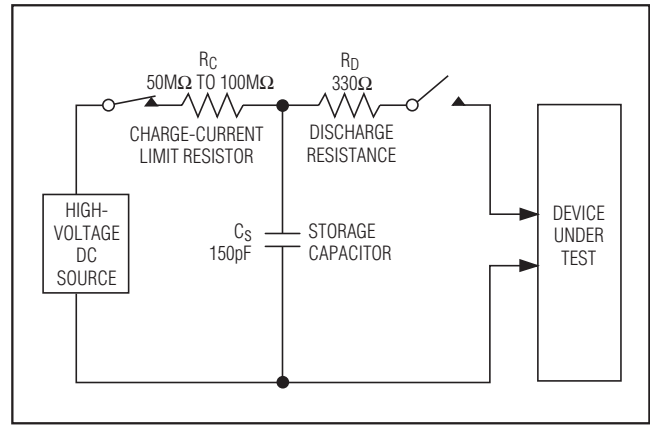 R_C
50MΩ TO 100MΩ
CHARGE-CURRENT
LIMIT RESISTOR
R_D
330Ω
DISCHARGE
RESISTANCE
HIGH-
VOLTAGE
DC
SOURCE
C_S
150pF
STORAGE
CAPACITOR
DEVICE
UNDER
TEST